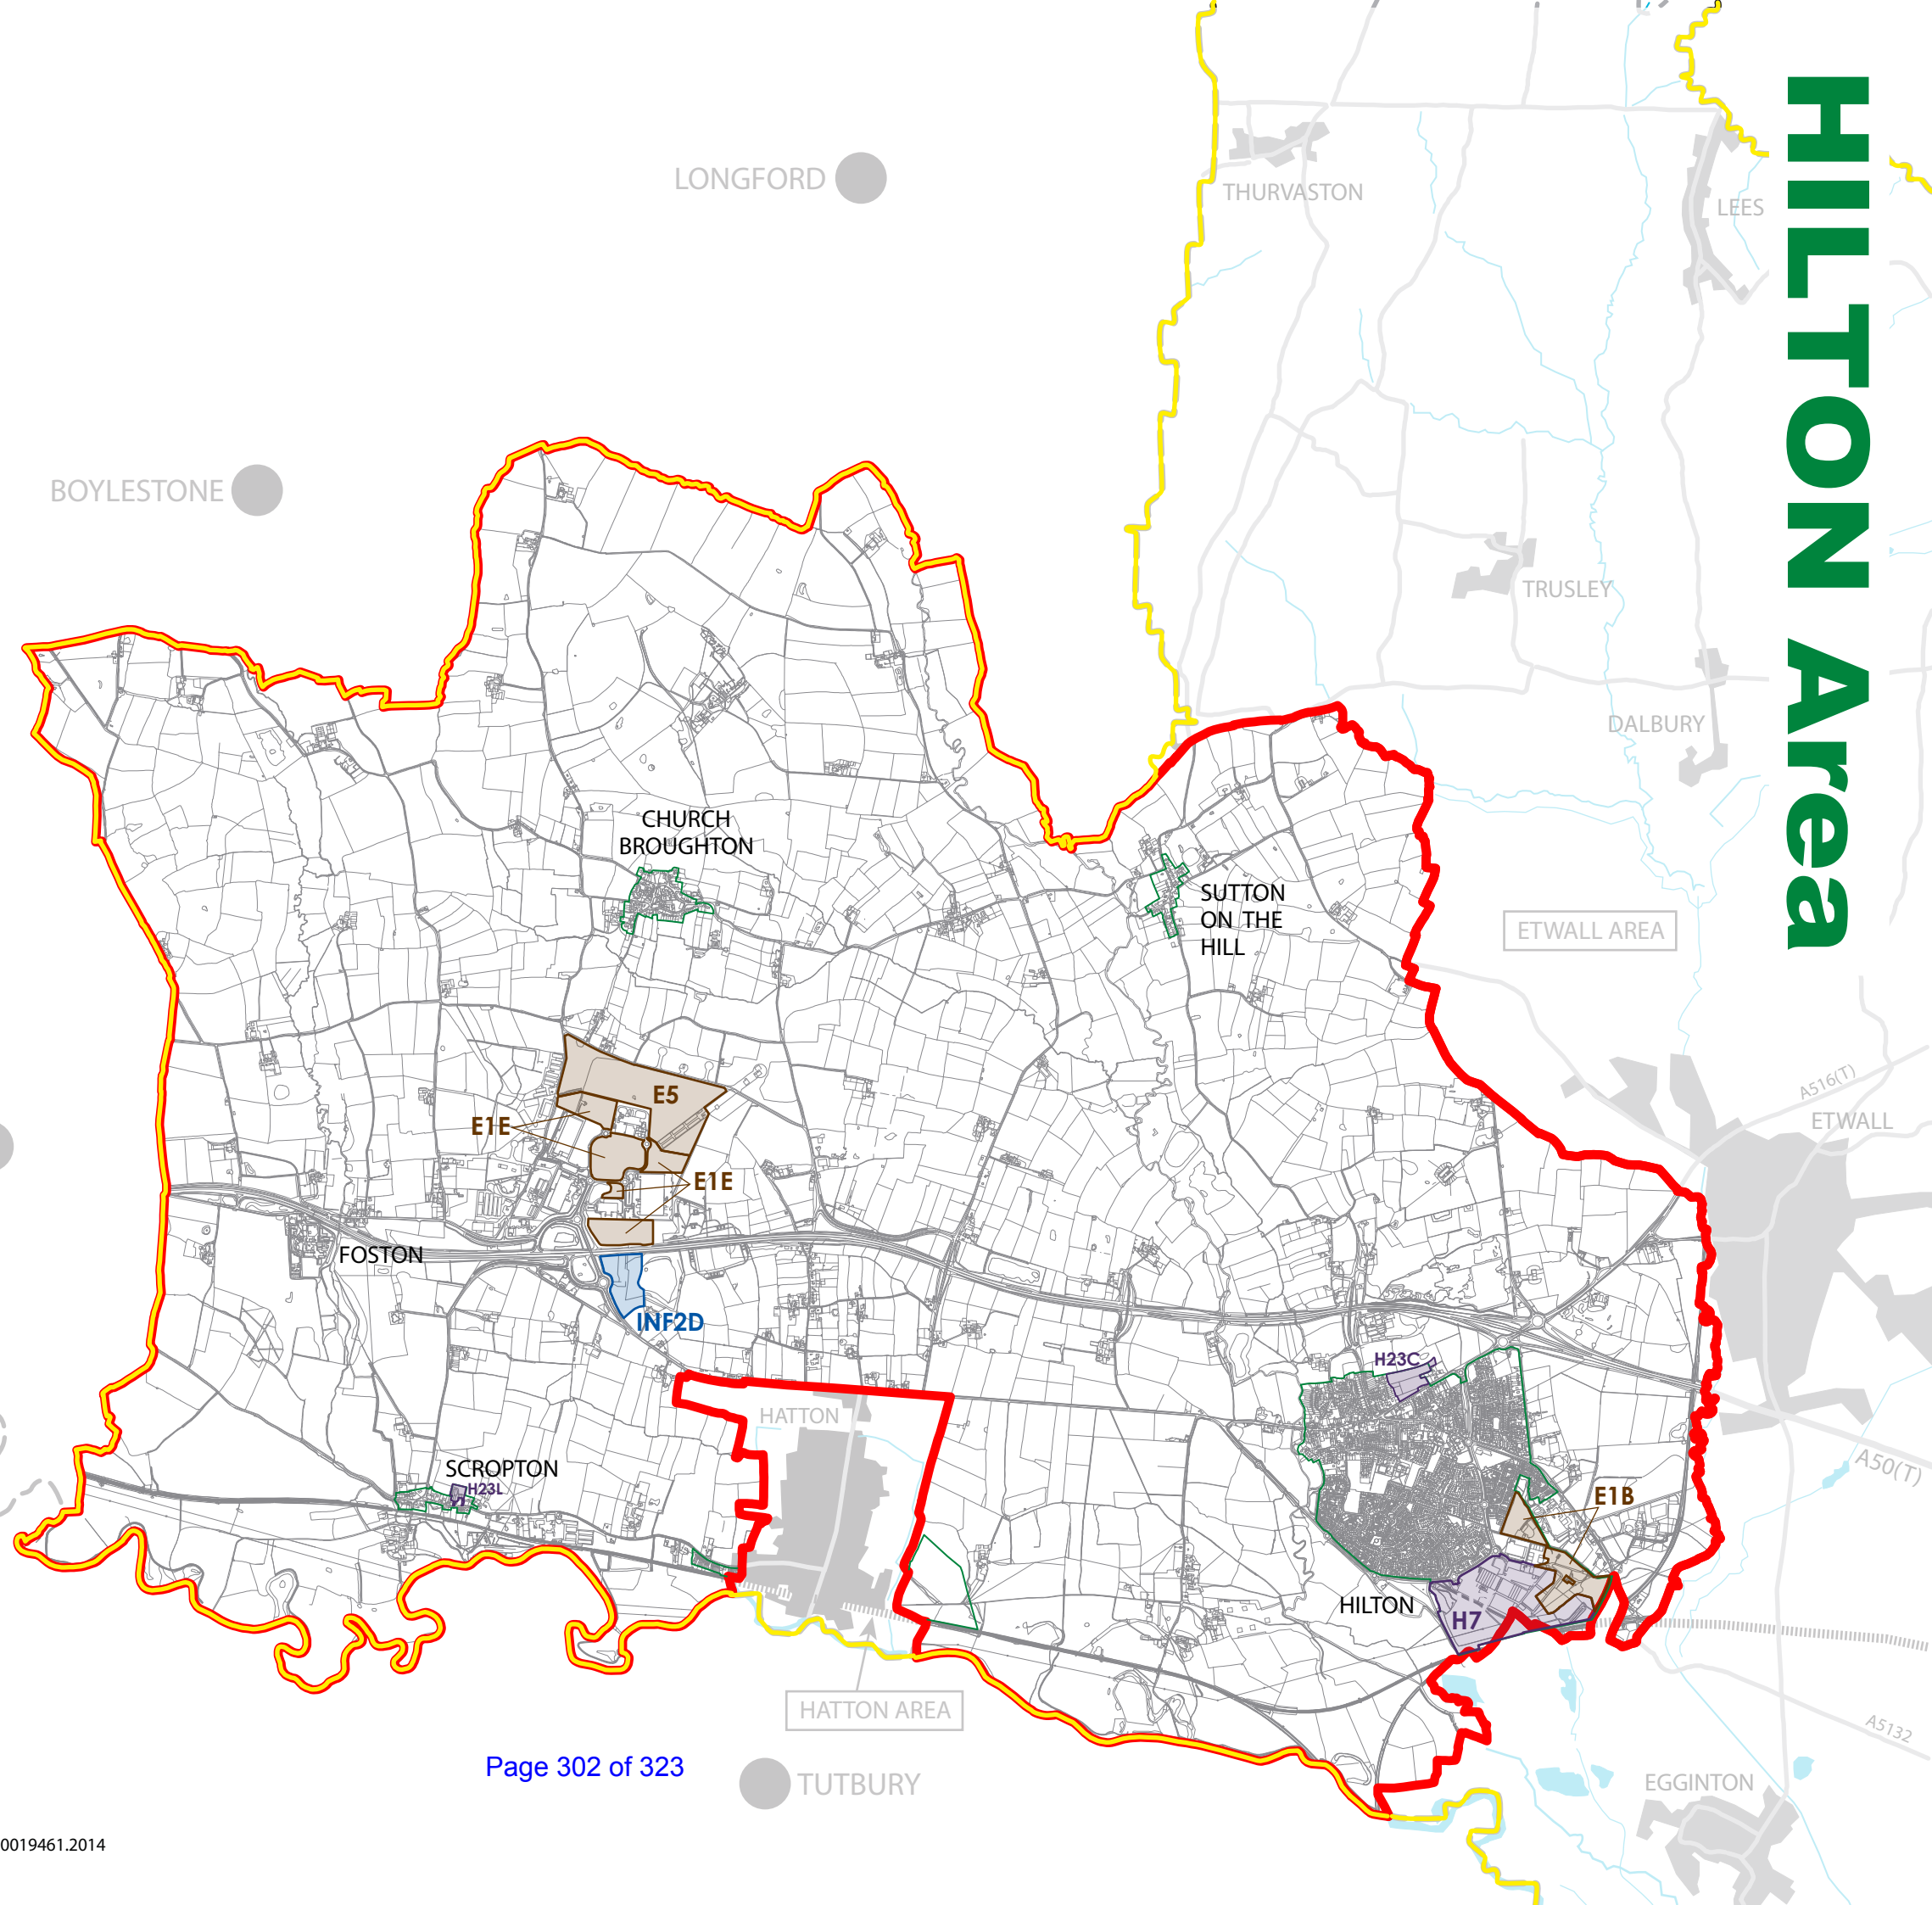 HILTON Area
LONGFORD
THURVASTON
LEES
BOYLESTONE
TRUSLEY
DALBURY
CHURCH
BROUGHTON
SUTTON
ON THE
HILL
ETWALL AREA
A516(T)
ETWALL
E5
E1E
E1E
FOSTON
INF2D
H23C
HATTON
A50(T)
SCROPTON
H23L
E1B
HILTON
H7
HATTON AREA
A5132
Page 302 of 323
TUTBURY
EGGINTON
0019461.2014